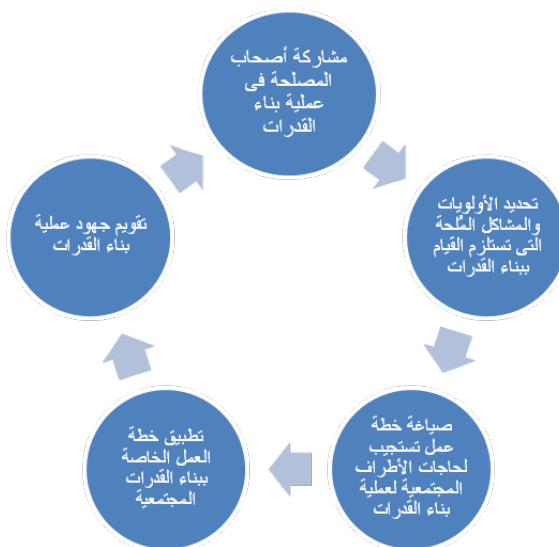 مشاركة أصحاب
المصلحة فى
عملية بناء
القدرات
تحديد الأولويات
والمشاكل المُلحة
التى تستلزم القيام
ببناء القدرات
صياغة خطة
عمل تستجيب
لحاجات الأطراف
المجتمعية لعملية
بناء القدرات
تطبيق خطة
العمل الخاصة
ببناء القدرات
المجتمعية
تقويم جهود عملية
بناء القدرات